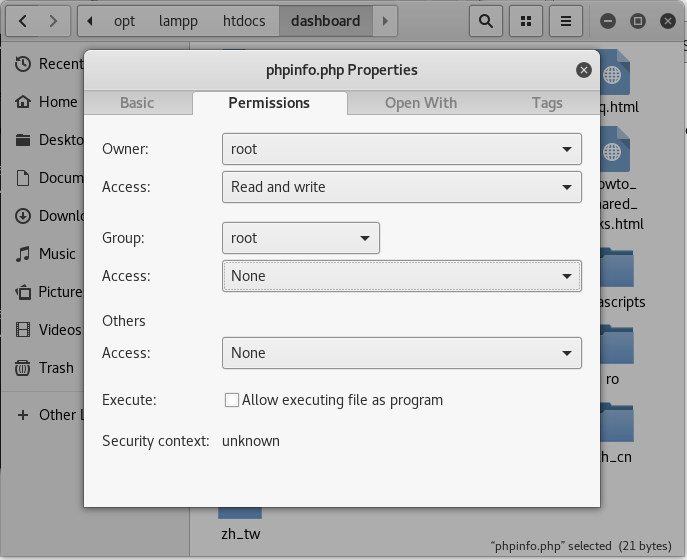 opt lampp htdocs dashboard
phpinfo.php Properties
Basic Permissions Open With Tags
Owner: root
Access: Read and write
Group: root
Access: None
Others
Access: None
Execute: Allow executing file as program
Security context: unknown
Recent
Home
Deskto
Docum
Downlo
Music
Picture
Videos
Trash
Other L
q.html
owto_
ared_
ks.html
ascripts
ro
h_cn
zh_tw
“phpinfo.php” selected (21 bytes)